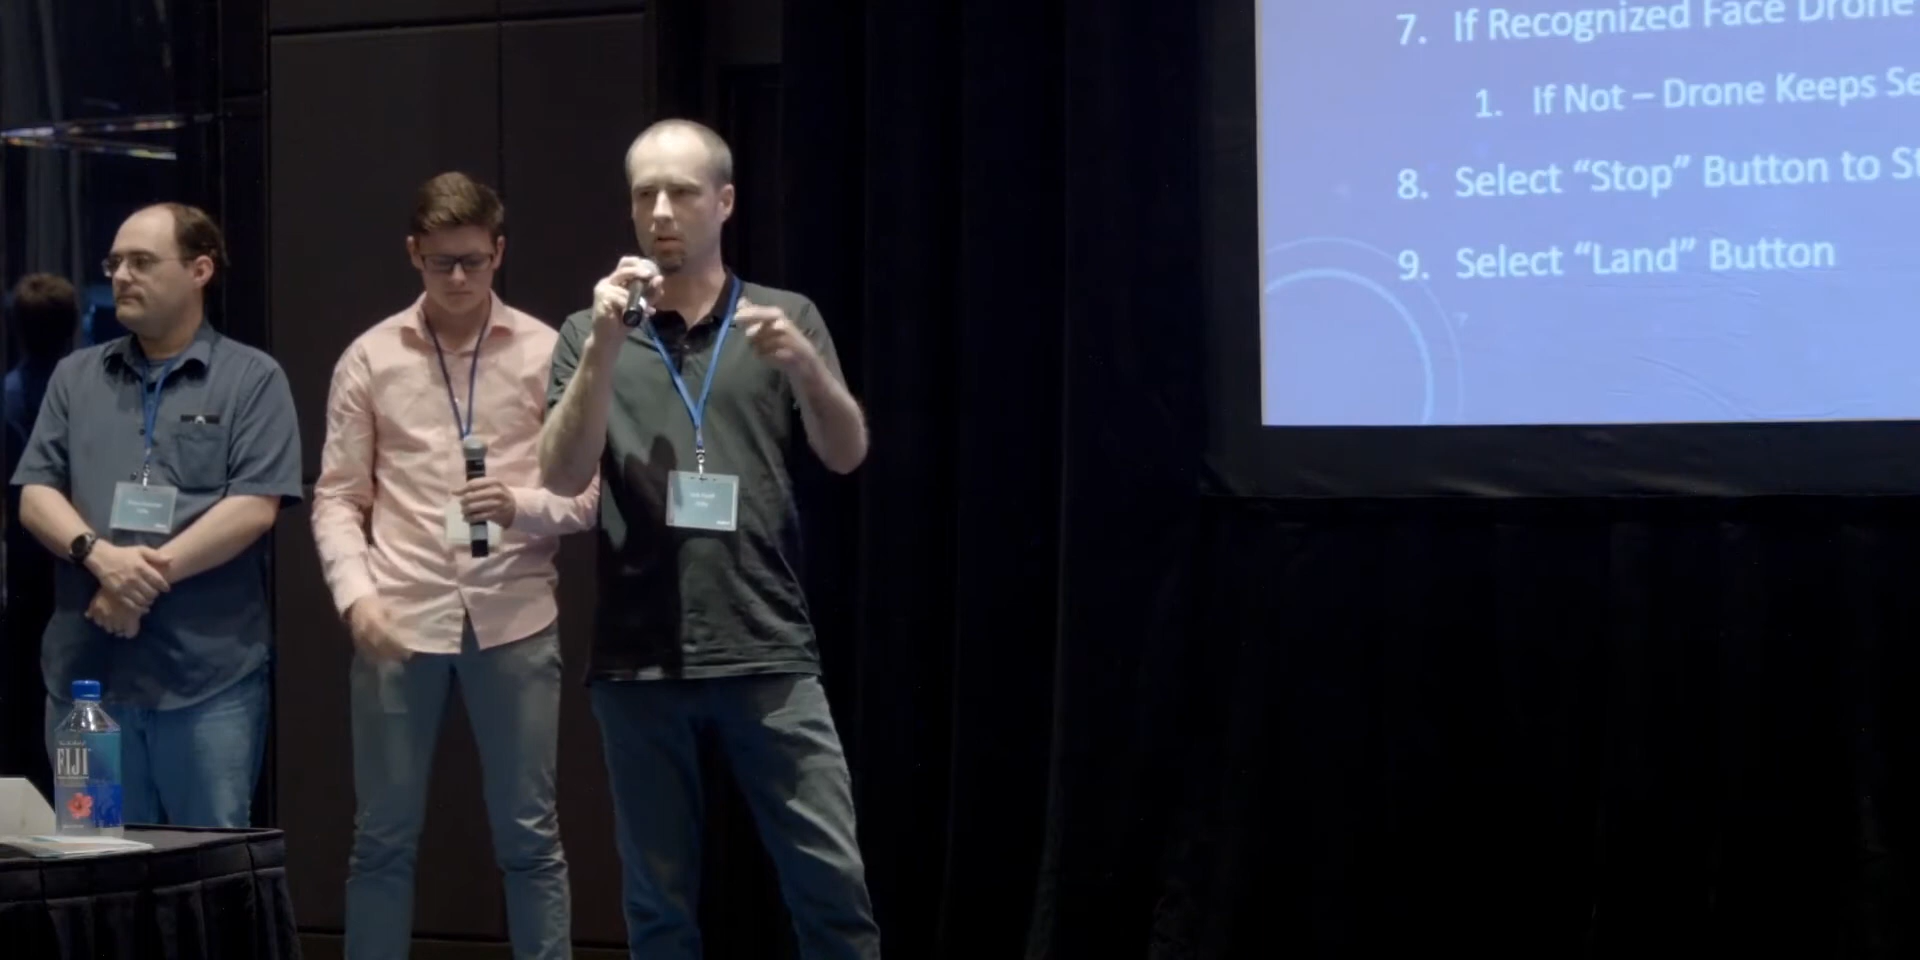 7. If Recognized Face Drone
1. If Not – Drone Keeps Se
8. Select “Stop” Button to St
9. Select “Land” Button
FIJI